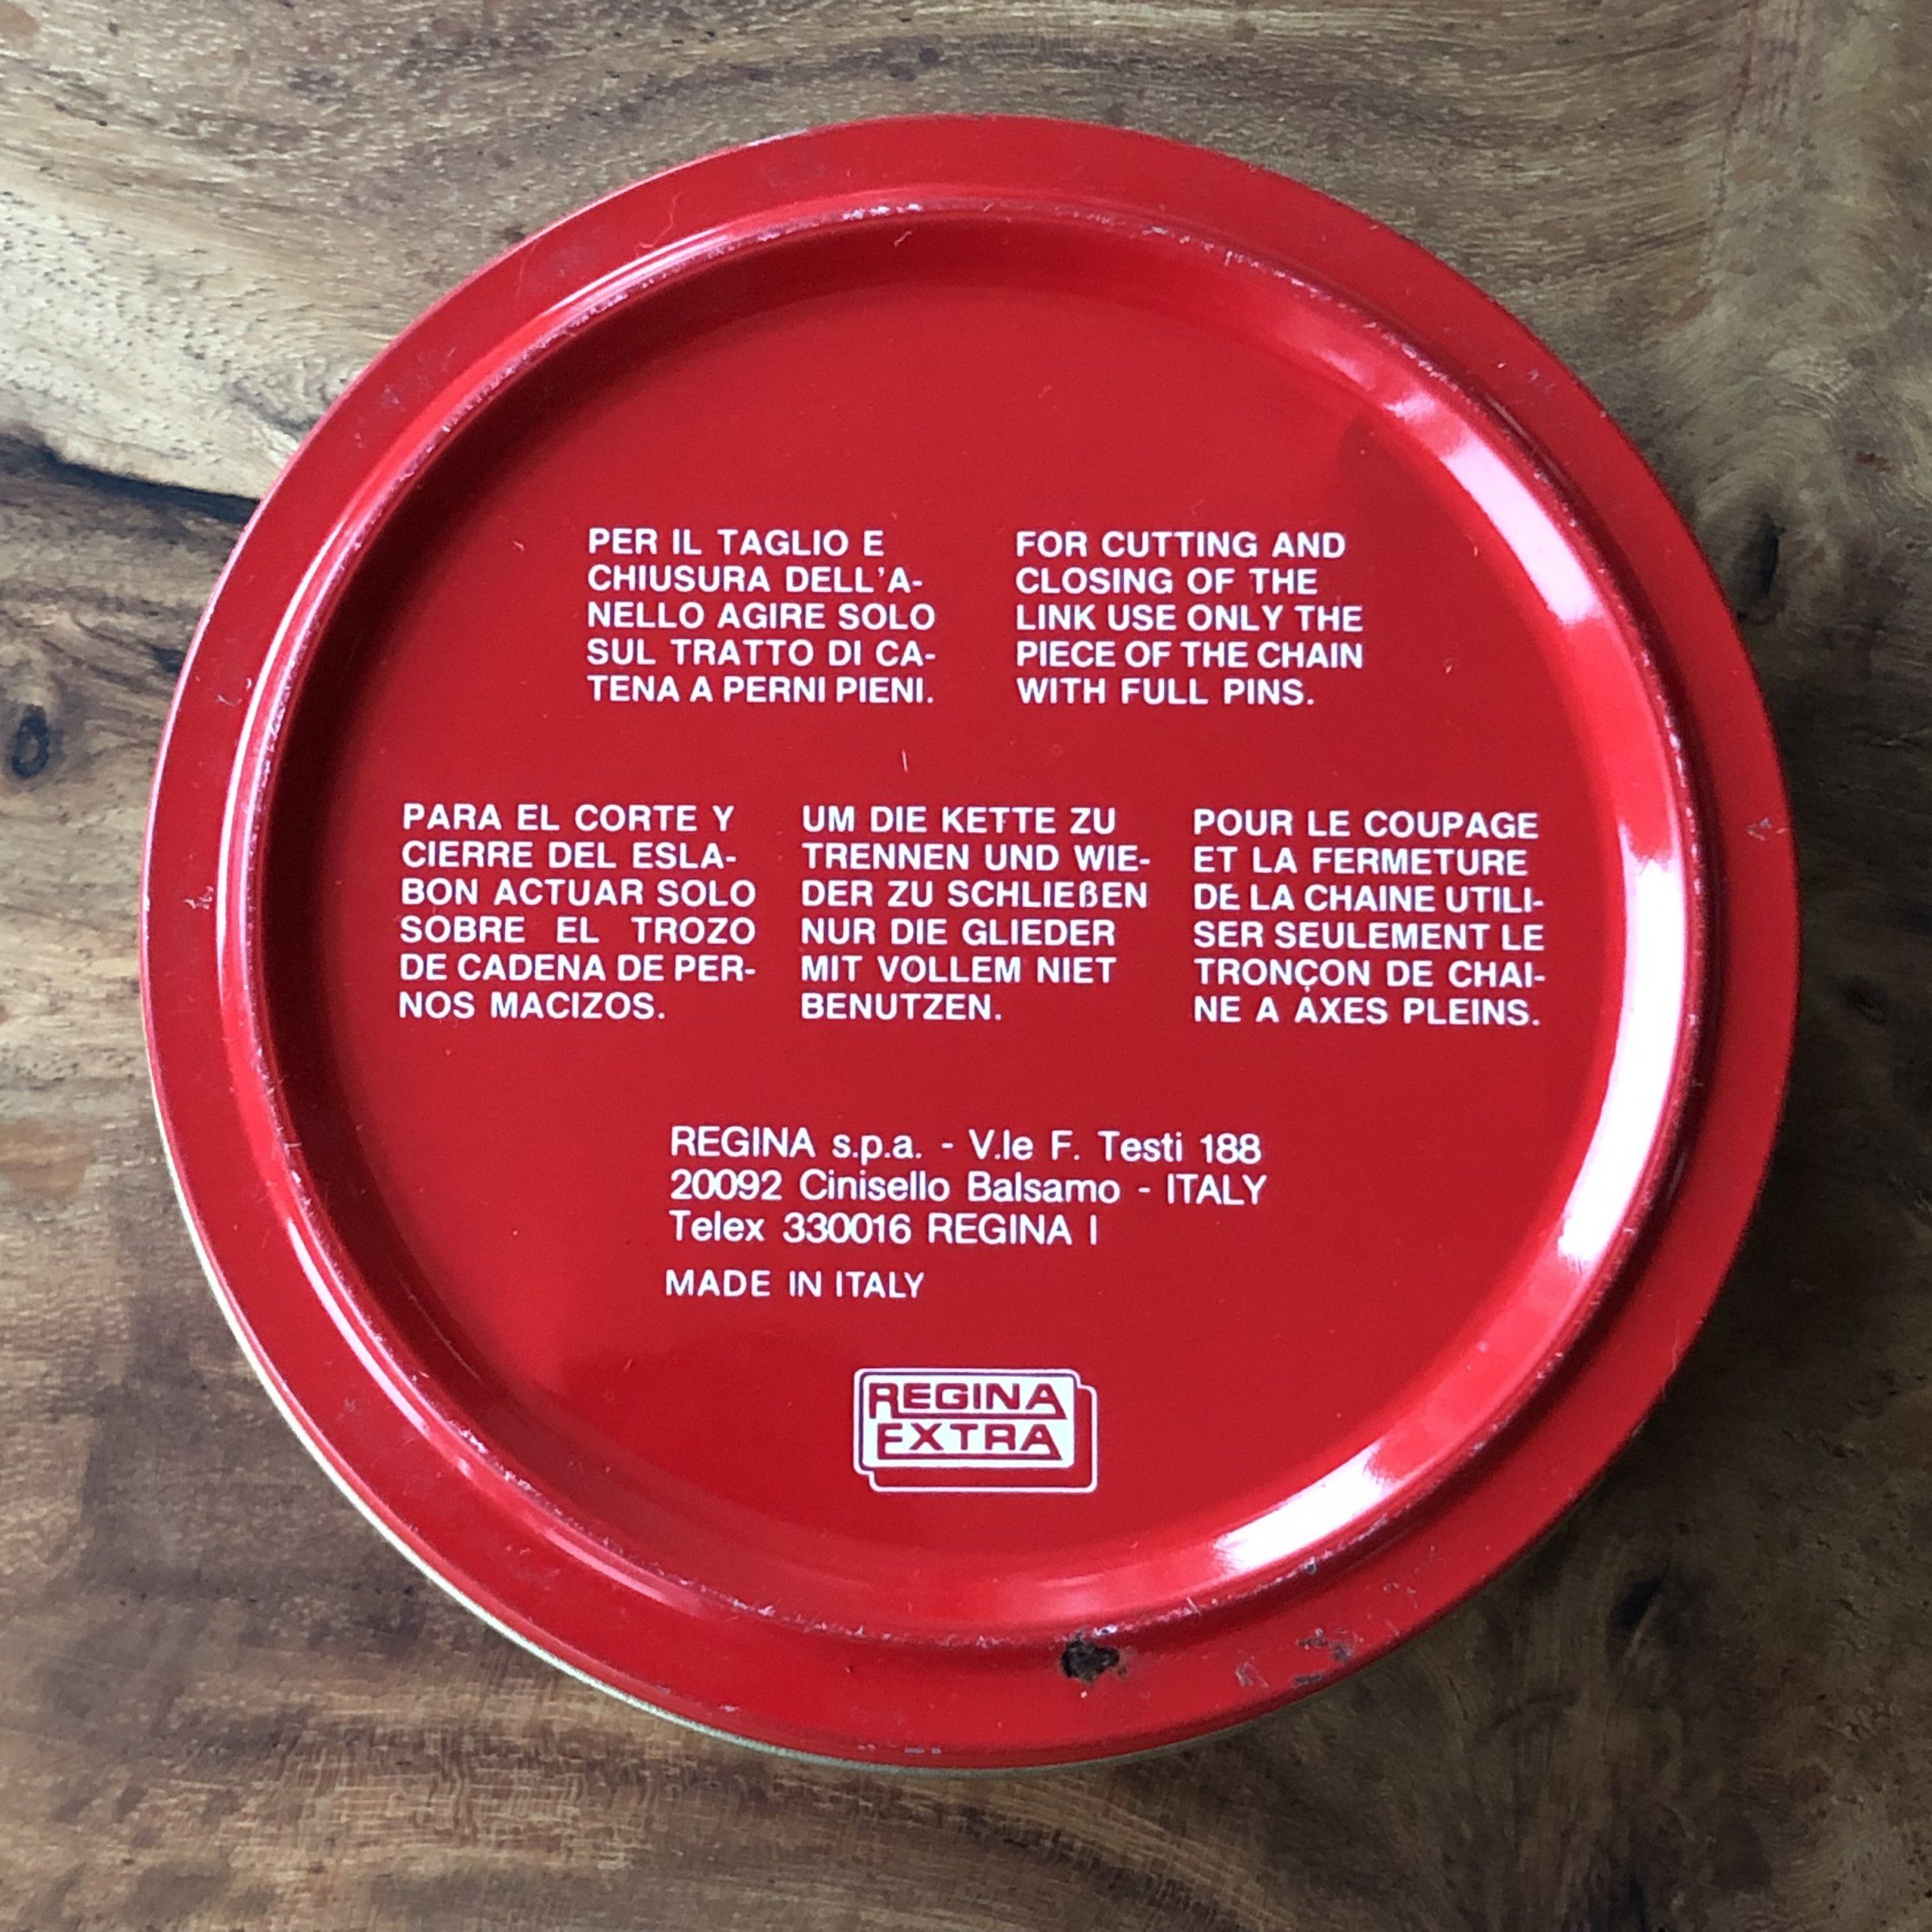 PER IL TAGLIO E
CHIUSURA DELL'A-
NELLO AGIRE SOLO
SUL TRATTO DI CA-
TENA A PERNI PIENI.
FOR CUTTING AND
CLOSING OF THE
LINK USE ONLY THE
PIECE OF THE CHAIN
WITH FULL PINS.
PARA EL CORTE Y
CIERRE DEL ESLA-
BON ACTUAR SOLO
SOBRE EL TROZO
DE CADENA DE PER-
NOS MACIZOS.
UM DIE KETTE ZU
TRENNEN UND WIE-
DER ZU SCHLIEßEN
NUR DIE GLIEDER
MIT VOLLEM NIET
BENUTZEN.
POUR LE COUPAGE
ET LA FERMETURE
DE LA CHAINE UTILI-
SER SEULEMENT LE
TRONÇON DE CHAI-
NE A AXES PLEINS.
REGINA s.p.a. - V.le F. Testi 188
20092 Cinisello Balsamo - ITALY
Telex 330016 REGINA I
MADE IN ITALY
REGINA
EXTRA